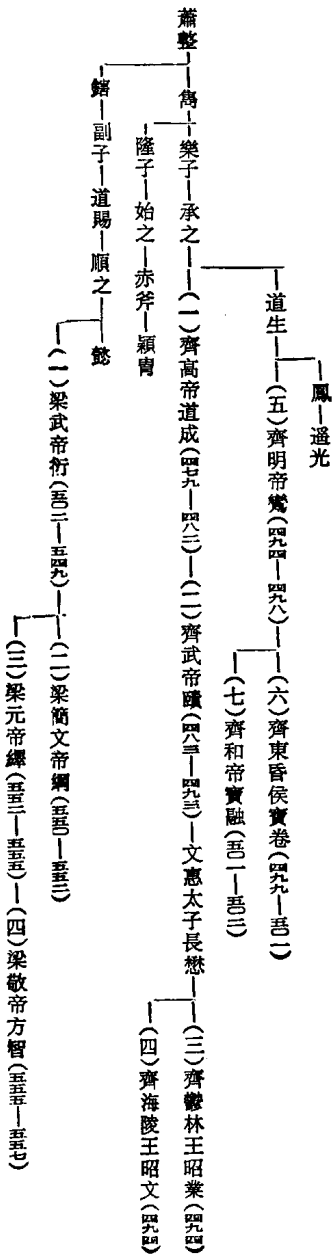 鳳—遥光
道生—(五)齊明帝鸞(四九四—四九八)—(六)齊東昏侯寶卷(四九九—五〇一)
(七)齊和帝寶融(五〇一—五〇二)
蕭整—雋—樂子—承之—(一)齊高帝道成(四七九—四八二)—(二)齊武帝賾(四八三—四九三)—文惠太子長懋—(三)齊鬱林王昭業(四九四)
(四)齊海陵王昭文(四九四)
隆子—始之—赤斧—穎冑
鎋—副子—道賜—順之—懿
(一)梁武帝衍(五〇二—五四九)—(二)梁簡文帝綱(五五〇—五五一)
(三)梁元帝繹(五五二—五五五)—(四)梁敬帝方智(五五五—五五七)